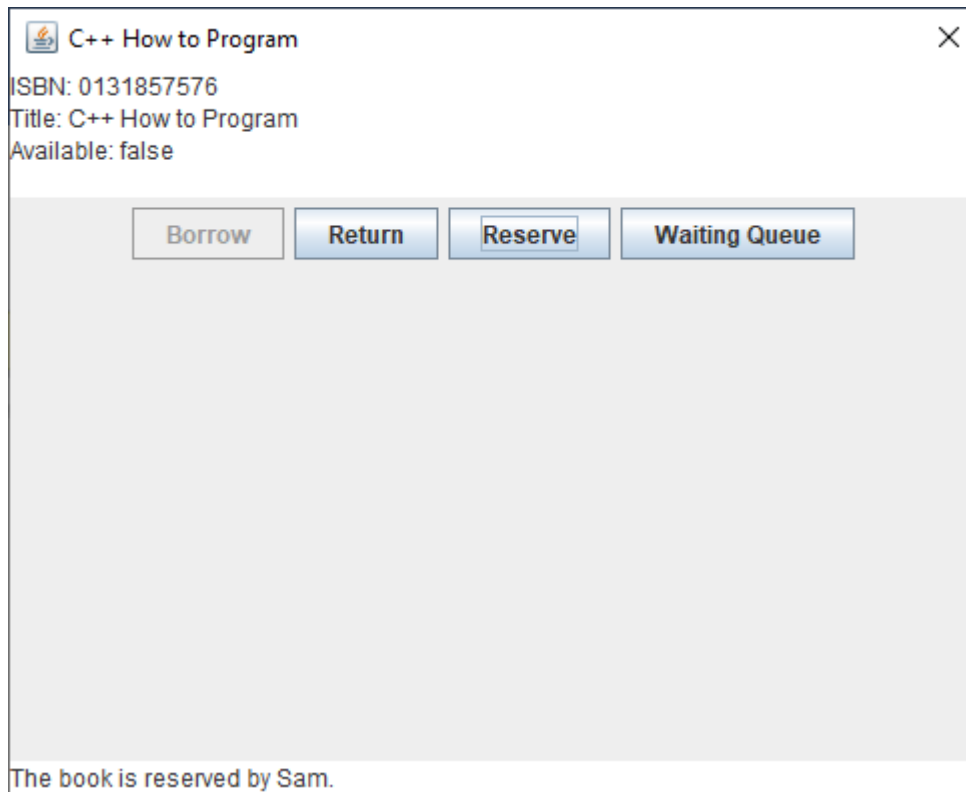 C++ How to Program
ISBN: 0131857576
Title: C++ How to Program
Available: false
Borrow Return Reserve Waiting Queue
The book is reserved by Sam.